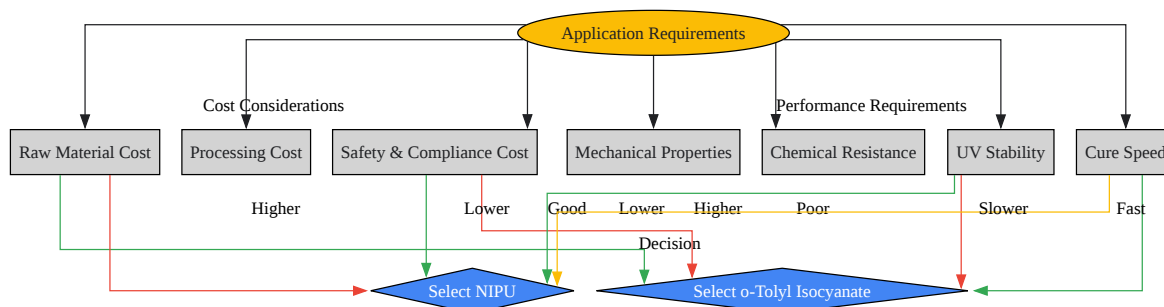 Application Requirements
Cost Considerations
Performance Requirements
Raw Material Cost
Processing Cost
Safety & Compliance Cost
Mechanical Properties
Chemical Resistance
UV Stability
Cure Speed
Higher
Lower
Good
Lower
Higher
Poor
Slower
Fast
Decision
Select NIPU
Select o-Tolyl Isocyanate